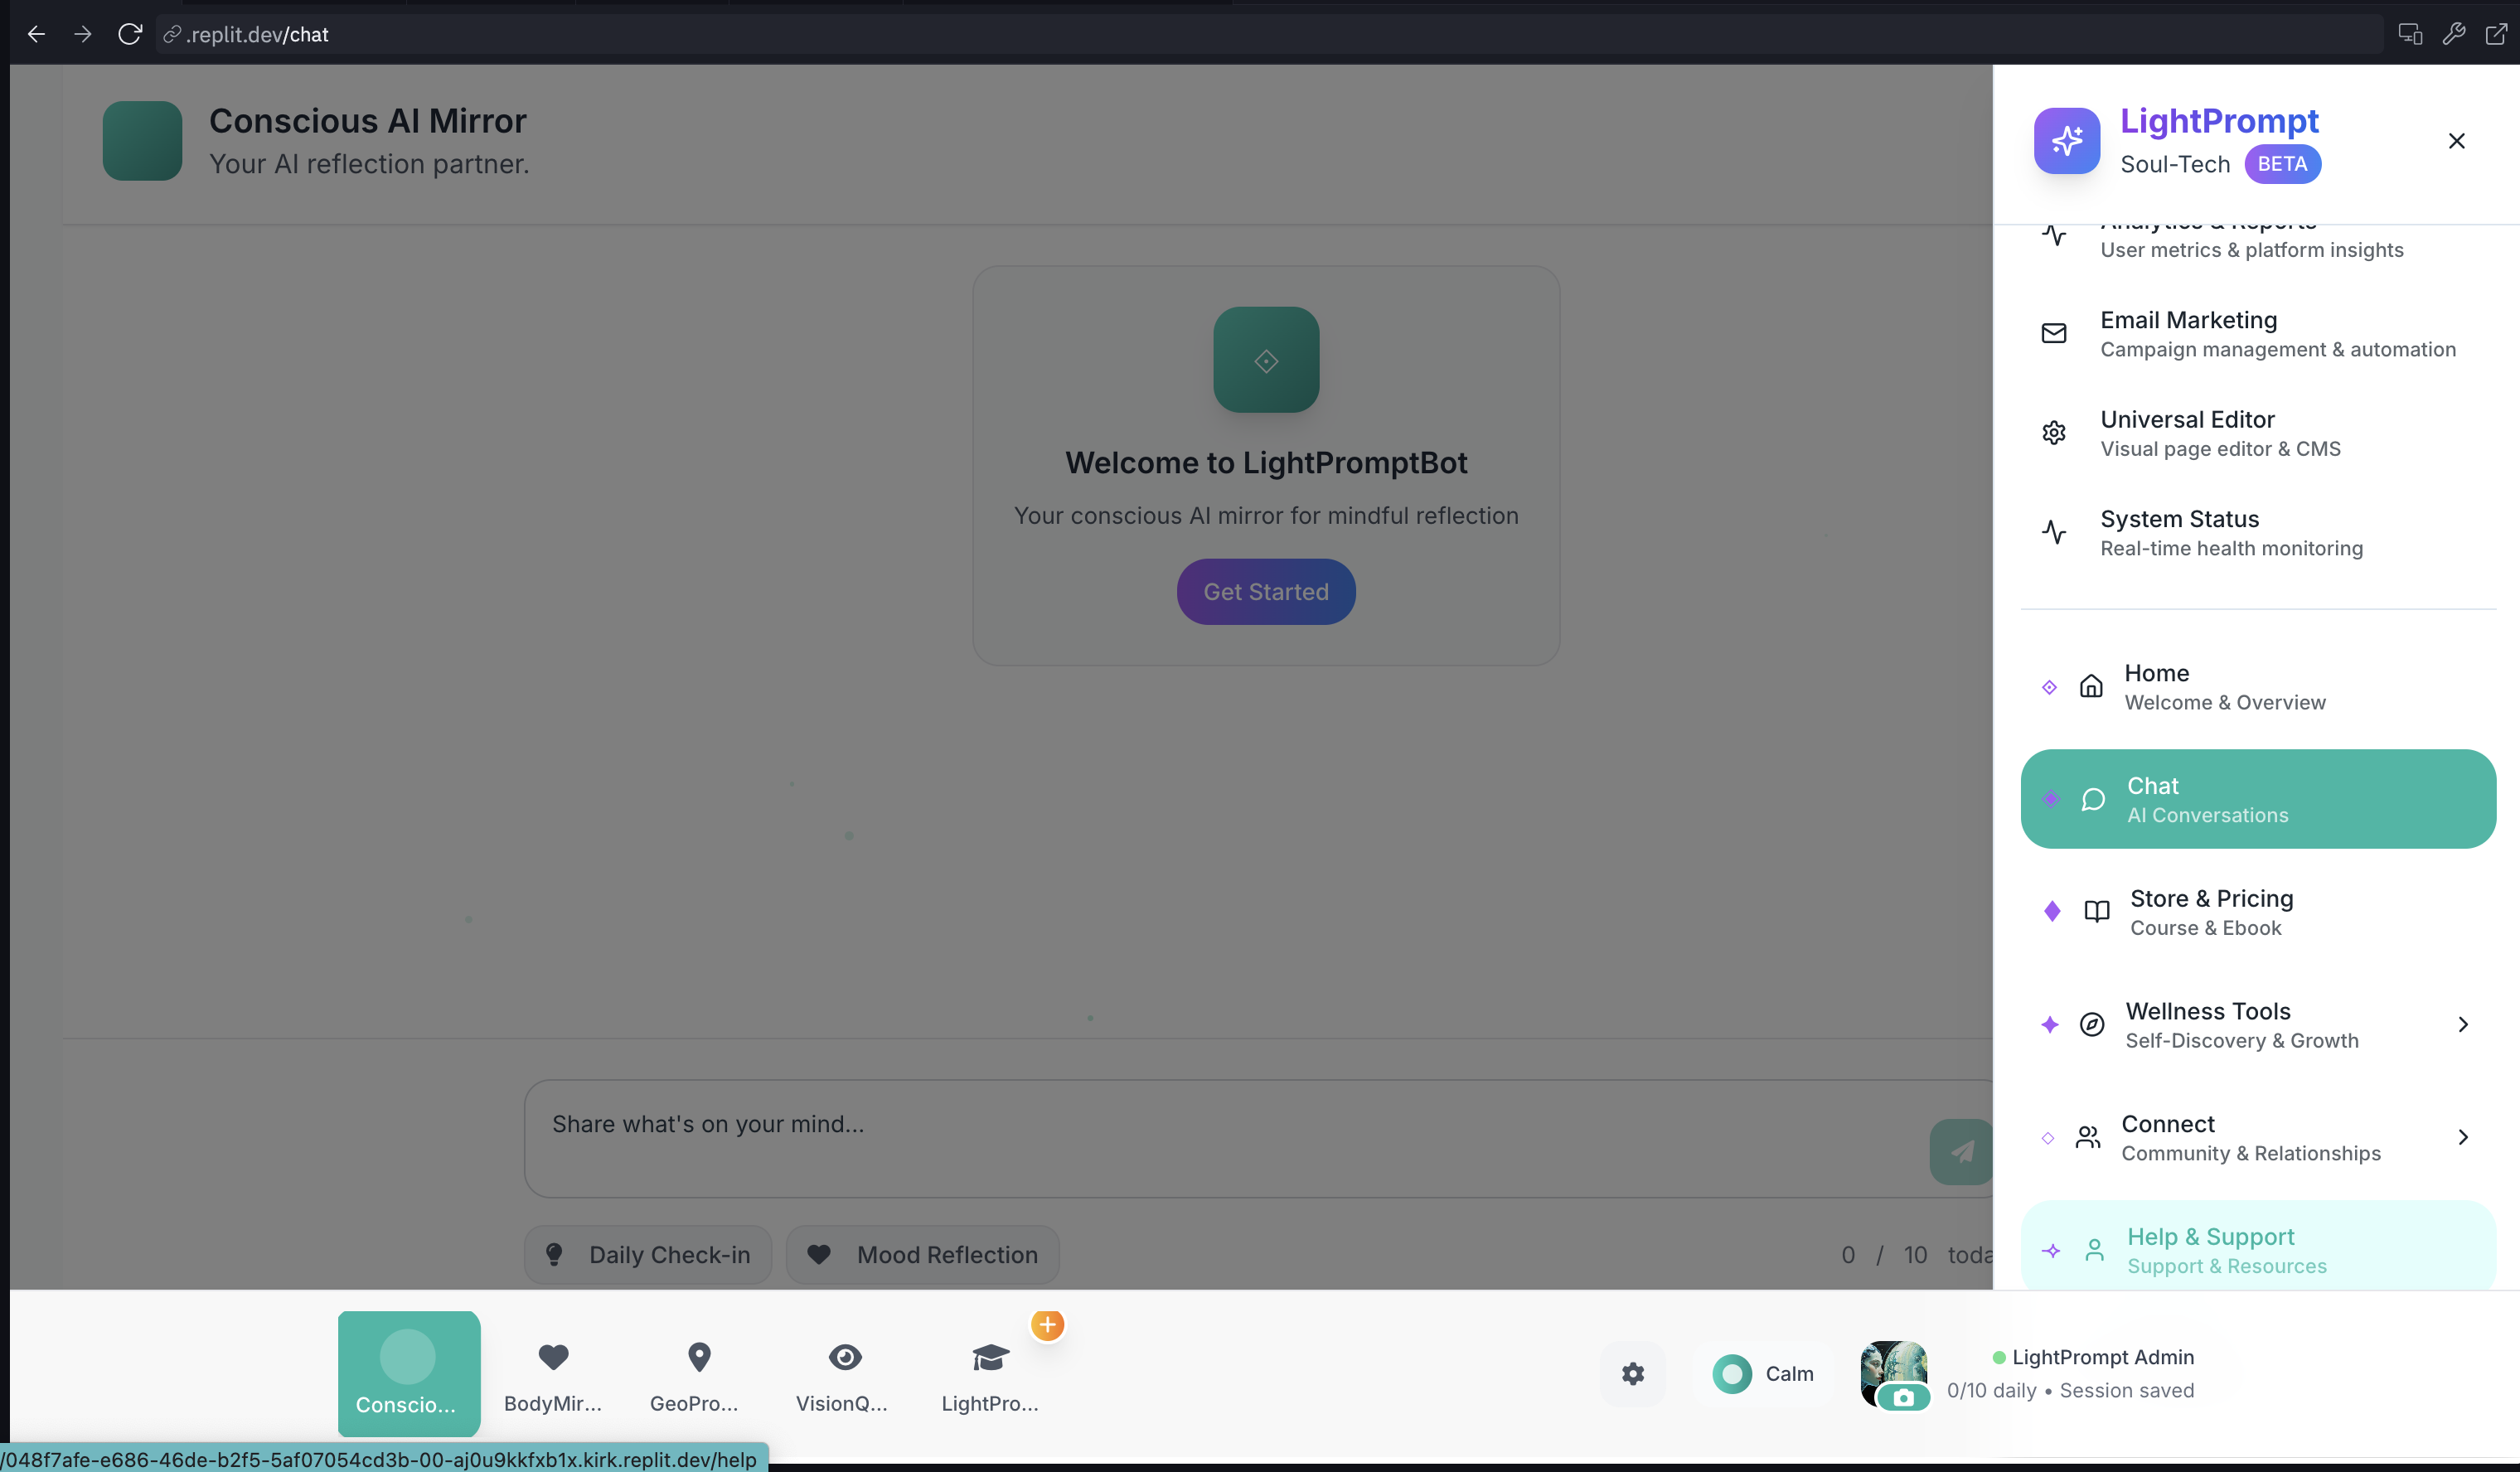 .replit.dev/chat
Conscious AI Mirror
Your AI reflection partner.
Welcome to LightPromptBot
Your conscious AI mirror for mindful reflection
Get Started
Share what's on your mind...
Daily Check-in
Mood Reflection
0 / 10 toda
LightPrompt
Soul-Tech BETA
Analytics & Reports
User metrics & platform insights
Email Marketing
Campaign management & automation
Universal Editor
Visual page editor & CMS
System Status
Real-time health monitoring
Home
Welcome & Overview
Chat
AI Conversations
Store & Pricing
Course & Ebook
Wellness Tools
Self-Discovery & Growth
Connect
Community & Relationships
Help & Support
Support & Resources
Conscio...
BodyMir...
GeoPro...
VisionQ...
LightPro...
Calm
LightPrompt Admin
0/10 daily • Session saved
/048f7afe-e686-46de-b2f5-5af07054cd3b-00-aj0u9kkfxb1x.kirk.replit.dev/help